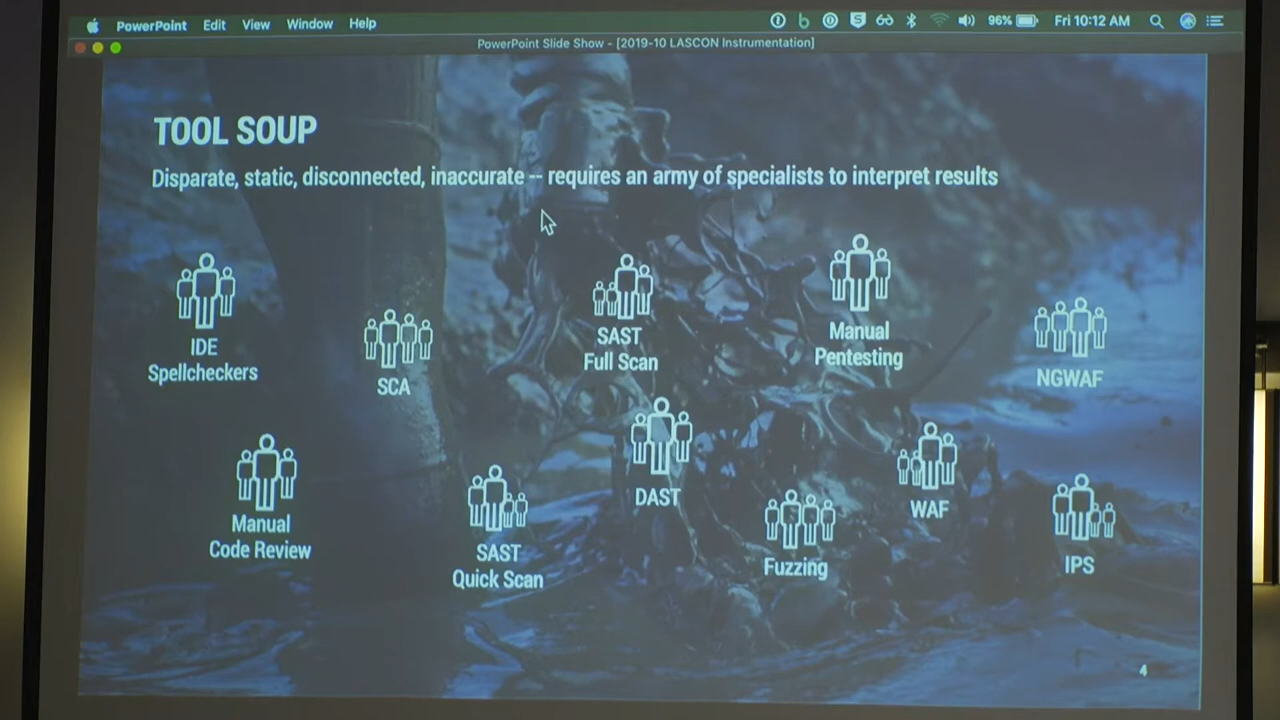 PowerPoint Edit View Window Help 96% Fri 10:12 AM
PowerPoint Slide Show - [2019-10 LASCON Instrumentation]
TOOL SOUP
Disparate, static, disconnected, inaccurate -- requires an army of specialists to interpret results
IDE
Spellcheckers
SCA
SAST
Full Scan
Manual
Pentesting
NGWAF
Manual
Code Review
SAST
Quick Scan
DAST
Fuzzing
WAF
IPS
4